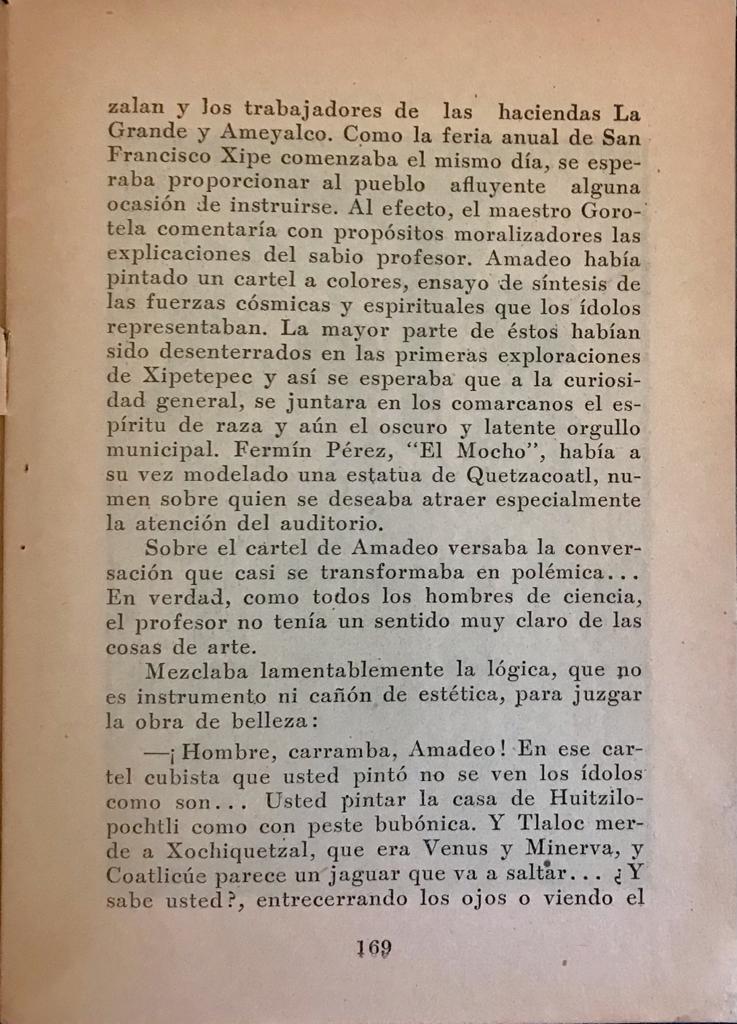 zalan y los trabajadores de las haciendas La
Grande y Ameyalco. Como la feria anual de San
Francisco Xipe comenzaba el mismo día, se espe-
raba proporcionar al pueblo afluyente alguna
ocasión de instruirse. Al efecto, el maestro Goro-
tela comentaría con propósitos moralizadores las
explicaciones del sabio profesor. Amadeo había
pintado un cartel a colores, ensayo de síntesis de
las fuerzas cósmicas y espirituales que los ídolos
representaban. La mayor parte de éstos habían
sido desenterrados en las primeras exploraciones
de Xipetepec y así se esperaba que a la curiosi-
dad general, se juntara en los comarcanos el es-
píritu de raza y aún el oscuro y latente orgullo
municipal. Fermín Pérez, "El Mocho", había a
su vez modelado una estatua de Quetzacoatl, nu-
men sobre quien se deseaba atraer especialmente
la atención del auditorio.
Sobre el cartel de Amadeo versaba la conver-
sación que casi se transformaba en polémica...
En verdad, como todos los hombres de ciencia,
el profesor no tenía un sentido muy claro de las
cosas de arte.
Mezclaba lamentablemente la lógica, que no
es instrumento ni cañón de estética, para juzgar
la obra de belleza:
—¡Hombre, carramba, Amadeo! En ese car-
tel cubista que usted pintó no se ven los ídolos
como son... Usted pintar la casa de Huitzilo-
pochtli como con peste bubónica. Y Tlaloc mer-
de a Xochiquetzal, que era Venus y Minerva, y
Coatlicúe parece un jaguar que va a saltar... ¿Y
sabe usted?, entrecerrando los ojos o viendo el
169